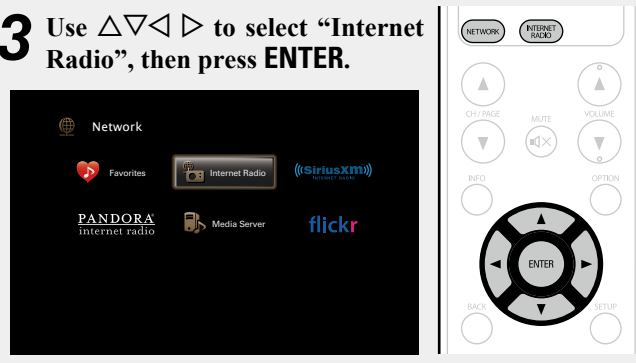 3 Use △▽◁ ▷ to select “Internet
Radio”, then press ENTER.
Network
Favorites
Internet Radio
((SiriusXM))
INTERNET RADIO
PANDORA
internet radio
Media Server
flickr
NETWORK
INTERNET
RADIO
CH / PAGE
MUTE
VOLUME
INFO
OPTION
ENTER
BACK
SETUP